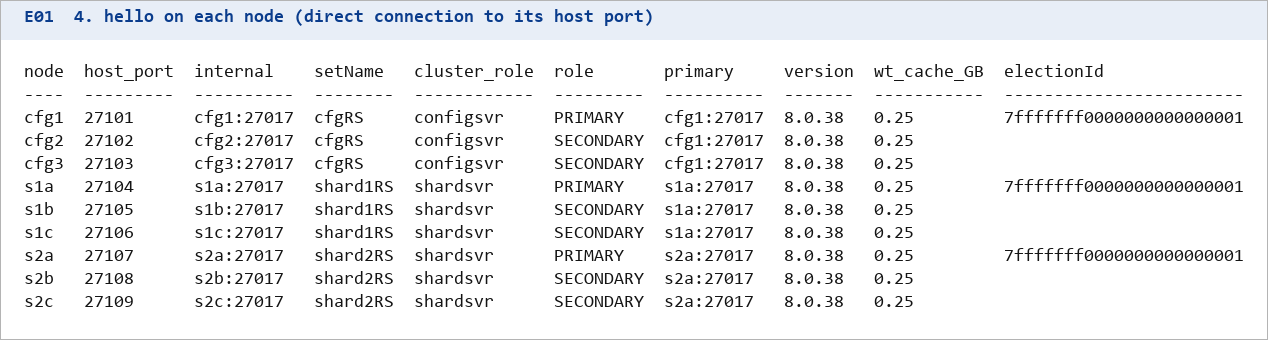 E01  4. hello on each node (direct connection to its host port)
node  host_port  internal    setName   cluster_role  role       primary     version  wt_cache_GB  electionId
----  ---------  ----------  --------  ------------  ---------  ----------  -------  -----------  ------------------------
cfg1  27101      cfg1:27017  cfgRS     configsvr     PRIMARY    cfg1:27017  8.0.38   0.25         7fffffff0000000000000001
cfg2  27102      cfg2:27017  cfgRS     configsvr     SECONDARY  cfg1:27017  8.0.38   0.25
cfg3  27103      cfg3:27017  cfgRS     configsvr     SECONDARY  cfg1:27017  8.0.38   0.25
s1a   27104      s1a:27017   shard1RS  shardsvr      PRIMARY    s1a:27017   8.0.38   0.25         7fffffff0000000000000001
s1b   27105      s1b:27017   shard1RS  shardsvr      SECONDARY  s1a:27017   8.0.38   0.25
s1c   27106      s1c:27017   shard1RS  shardsvr      SECONDARY  s1a:27017   8.0.38   0.25
s2a   27107      s2a:27017   shard2RS  shardsvr      PRIMARY    s2a:27017   8.0.38   0.25         7fffffff0000000000000001
s2b   27108      s2b:27017   shard2RS  shardsvr      SECONDARY  s2a:27017   8.0.38   0.25
s2c   27109      s2c:27017   shard2RS  shardsvr      SECONDARY  s2a:27017   8.0.38   0.25